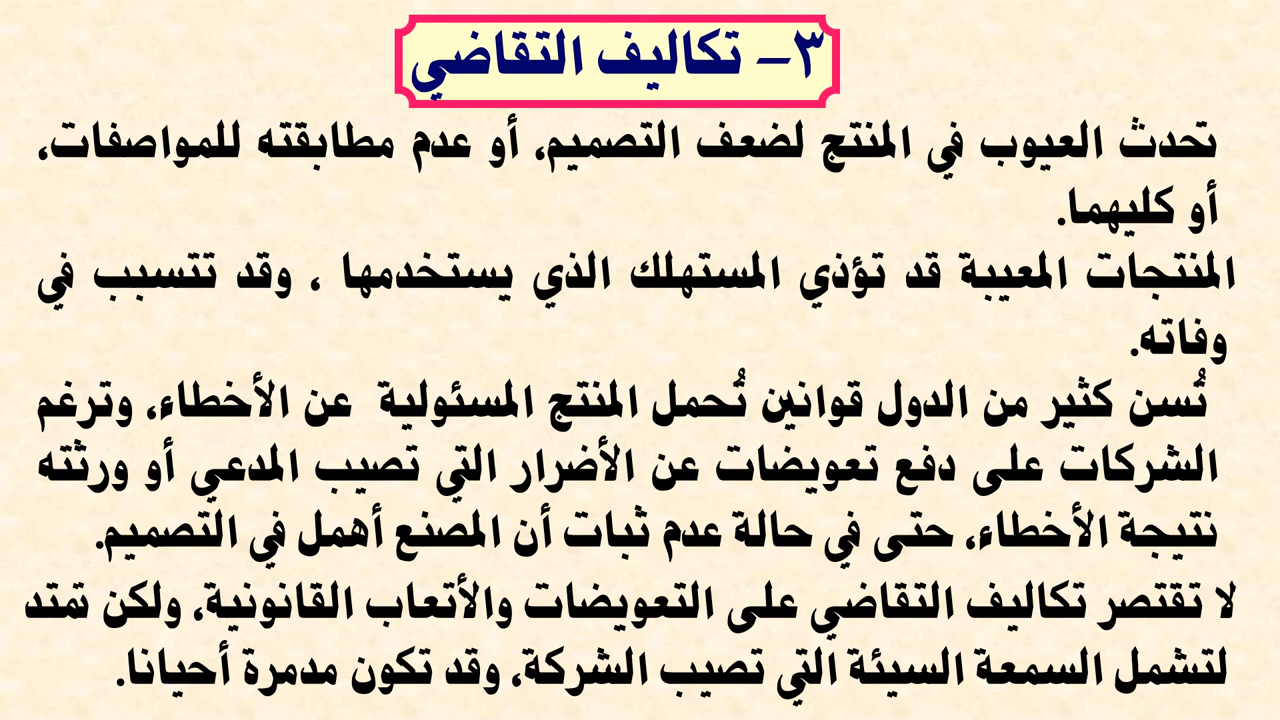 ٣– تكاليف التقاضي
تحدث العيوب في المنتج لضعف التصميم، أو عدم مطابقته للمواصفات،
أو كليهما.
المنتجات المعيبة قد تؤذي المستهلك الذي يستخدمها ، وقد تتسبب في
وفاته.
تُسن كثير من الدول قوانين تُحمل المنتج المسئولية عن الأخطاء، وترغم
الشركات على دفع تعويضات عن الأضرار التي تصيب المدعي أو ورثته
نتيجة الأخطاء، حتى في حالة عدم ثبات أن المصنع أهمل في التصميم.
لا تقتصر تكاليف التقاضي على التعويضات والأتعاب القانونية، ولكن تمتد
لتشمل السمعة السيئة التي تصيب الشركة، وقد تكون مدمرة أحيانا.